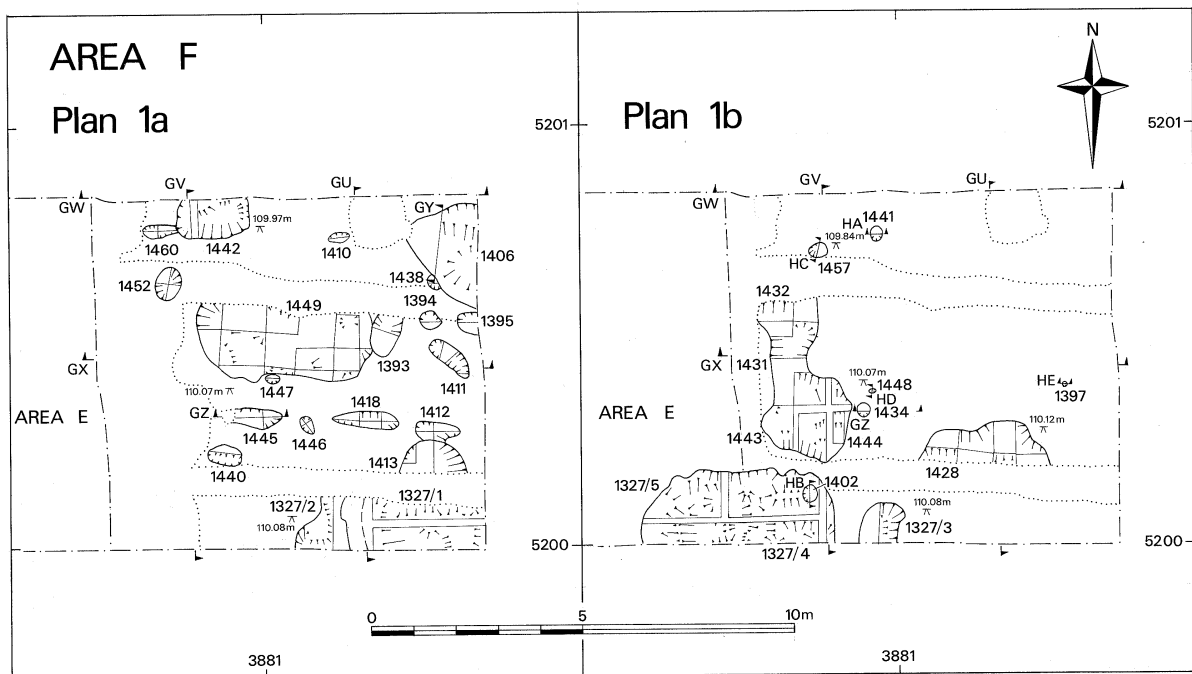 AREA F
Plan 1a
5201
GV
GU
GW
GY
109.97m
1460
1442
1410
1406
1452
1438
1449
1394
1395
1393
GX
1411
110.07m
1447
1418
1412
AREA E
GZ
1445
1446
1413
1440
1327/1
1327/2
110.08m
5200
3881
Plan 1b
N
5201
GV
GU
GW
1441
HA
109.84m
HC
1457
1432
GX
1431
110.07m
1448
HD
HE
1397
AREA E
1434
GZ
110.12m
1443
1444
1428
1327/5
HB
1402
110.08m
1327/3
1327/4
5200
0 5 10m
3881